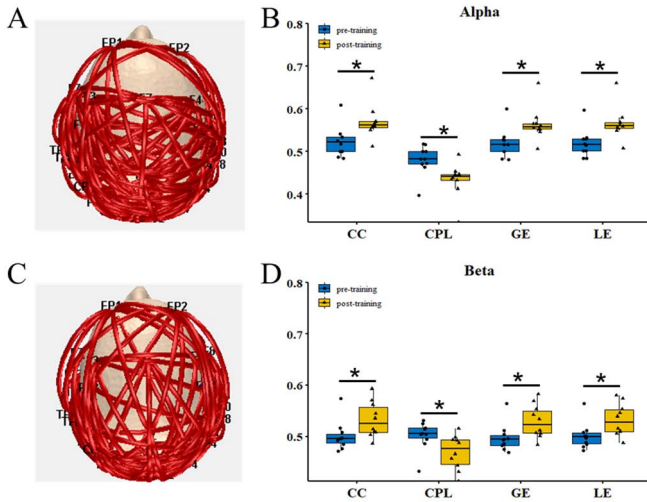 A
FP1
FP2
F7
F4
B
Alpha
pre-training
post-training
0.8
0.7
0.6
0.5
0.4
*
*
*
*
CC
CPL
GE
LE
C
FP1
FP2
D
Beta
pre-training
post-training
0.8
0.7
0.6
0.5
*
*
*
*
CC
CPL
GE
LE